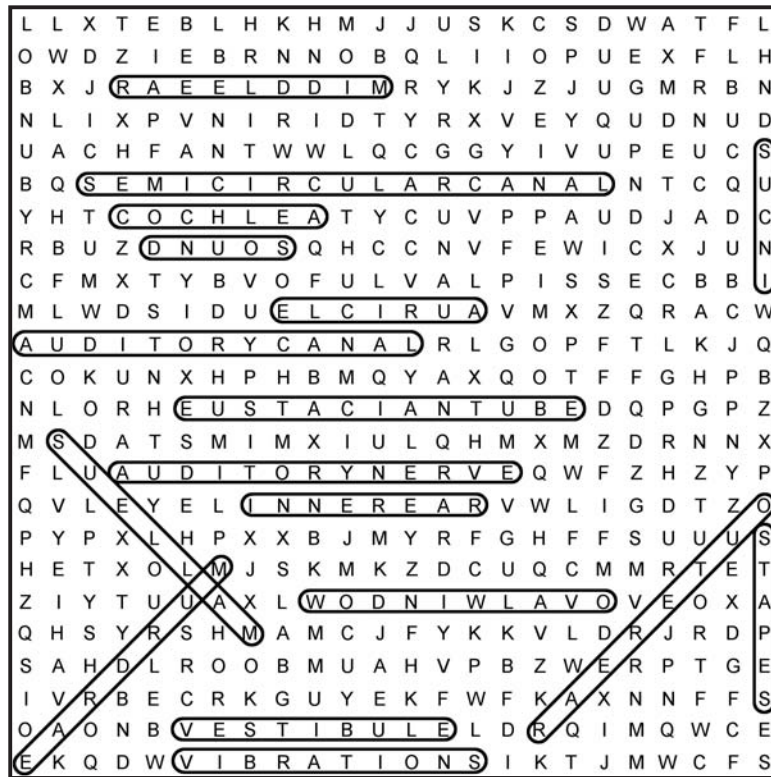 L L X T E B L H K H M J J U S K C S D W A T F L
O W D Z I E B R N N O B Q L I I O P U E X F L H
B X J R A E E L D D I M R Y K J Z J U G M R B N
N L I X P V N I R I D T Y R X V E Y Q U D N U D
U A C H F A N T W W L Q C G G Y I V U P E U C S
B Q S E M I C I R C U L A R C A N A L N T C Q U
Y H T C O C H L E A T Y C U V P P A U D J A D C
R B U Z D N U O S Q H C C N V F E W I C X J U N
C F M X T Y B V O F U L V A L P I S S E C B B I
M L W D S I D U E L C I R U A V M X Z Q R A C W
A U D I T O R Y C A N A L R L G O P F T L K J Q
C O K U N X H P H B M Q Y A X Q O T F F G H P B
N L O R H E U S T A C I A N T U B E D Q P G P Z
M S D A T S M I M X I U L Q H M X M Z D R N N X
F L U A U D I T O R Y N E R V E Q W F Z H Z Y P
Q V L E Y E L I N N E R E A R V W L I G D T Z O
P Y P X L H P X X B J M Y R F G H F F S U U U S
H E T X O L M J S K M K Z D C U Q C M M R T E T
Z I Y T U U A X L W O D N I W L A V O V E O X A
Q H S Y R S H M A M C J F Y K K V L D R J R D P
S A H D L R O O B M U A H V P B Z W E R P T G E
I V R B E C R K G U Y E K F W F K A X N N F F S
O A O N B V E S T I B U L E L D R Q I M Q W C E
E K Q D W V I B R A T I O N S I K T J M W C F S